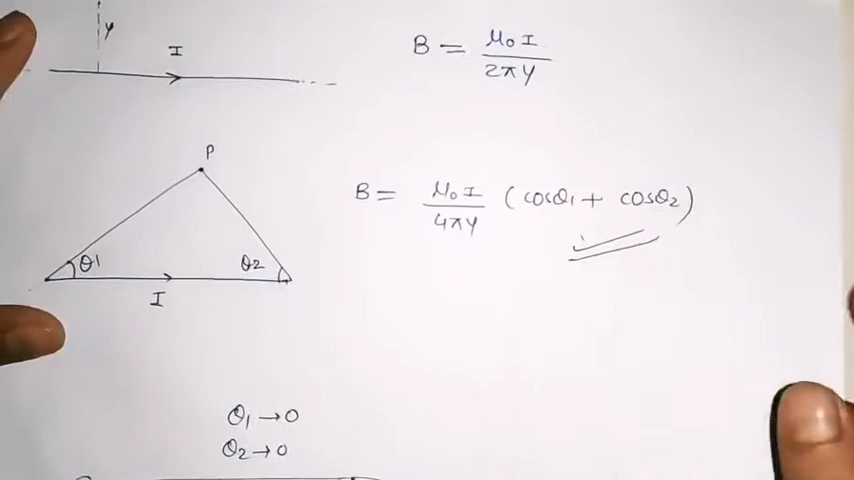 y
I
B = μ₀I / 2πy
P
B = μ₀I / 4πy (cosθ₁ + cosθ₂)
θ1
θ2
I
θ₁ → 0
θ₂ → 0